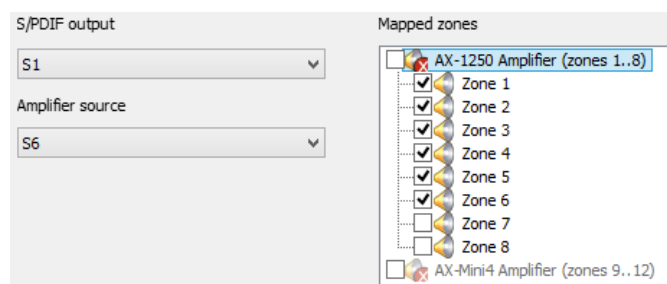 S/PDIF output
S1
Amplifier source
S6
Mapped zones
AX-1250 Amplifier (zones 1..8)
Zone 1
Zone 2
Zone 3
Zone 4
Zone 5
Zone 6
Zone 7
Zone 8
AX-Mini4 Amplifier (zones 9..12)